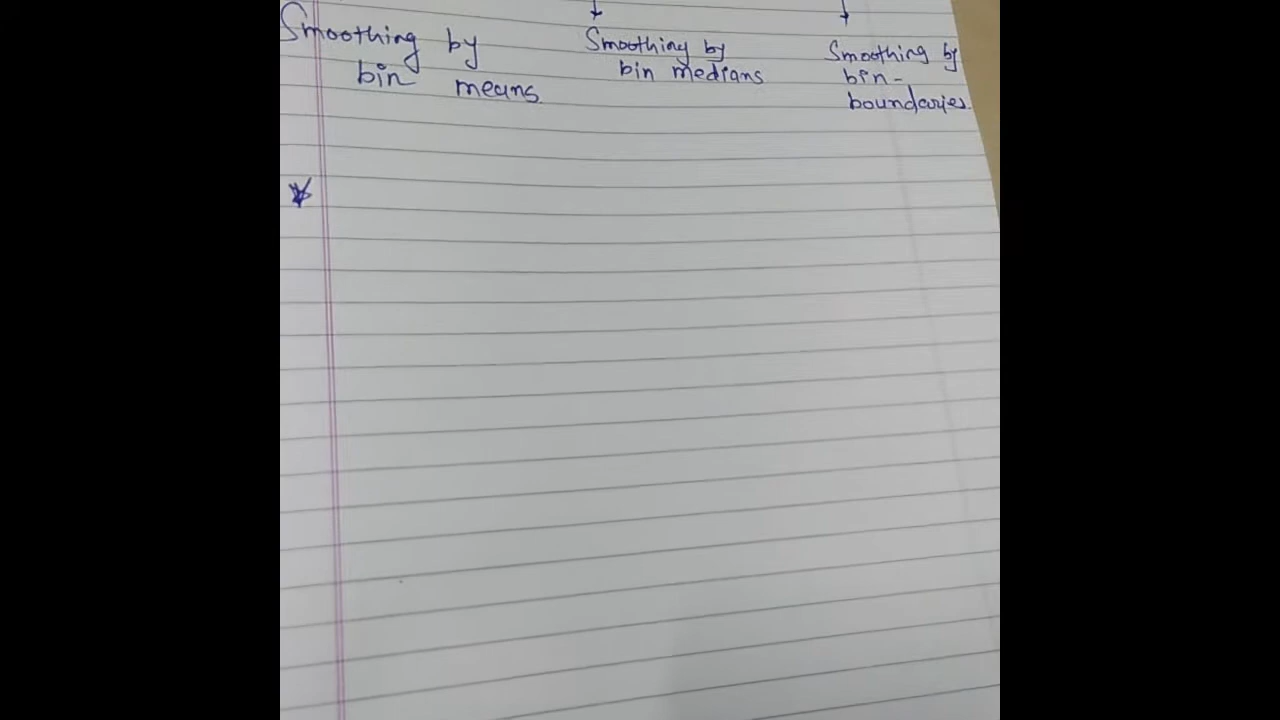 Smoothing by
bin means
Smoothing by
bin medians
Smoothing by
bin-
boundaries.